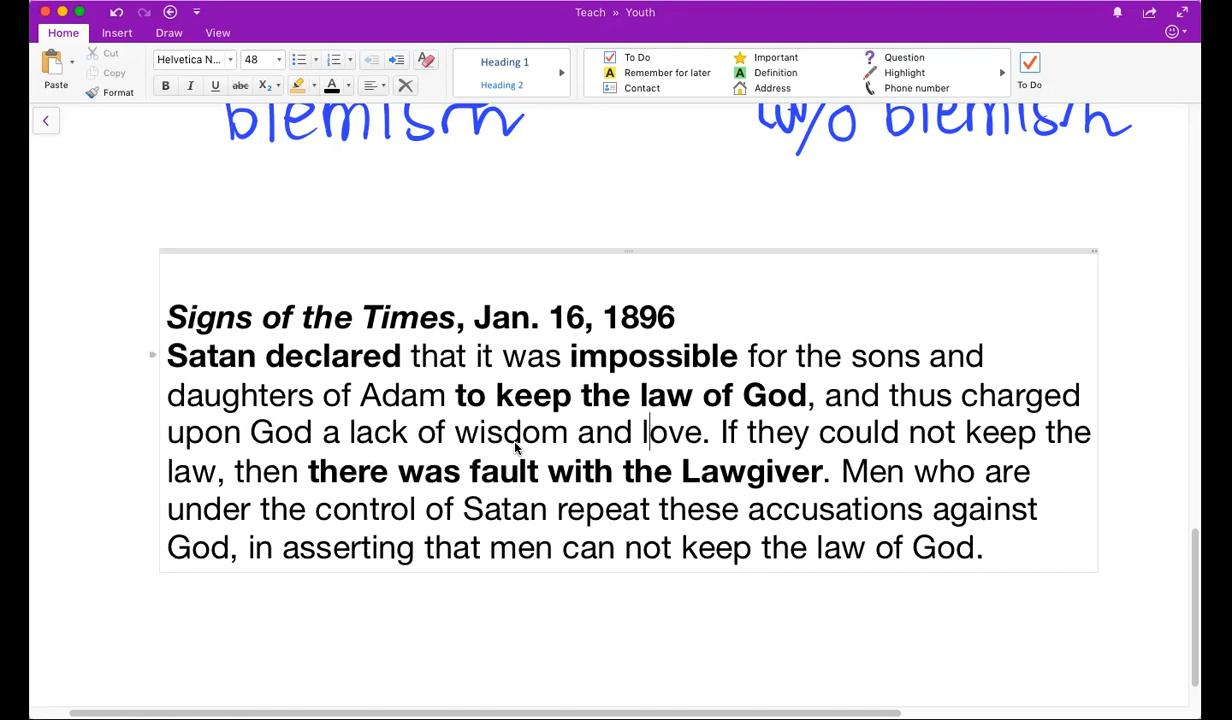 Teach » Youth
Home Insert Draw View
Paste
Cut
Copy
Format
Helvetica N... 48
B I U abc X₂ A
Heading 1
Heading 2
To Do
Remember for later
Contact
Important
Definition
Address
Question
Highlight
Phone number
To Do
blemish w/o blemish
Signs of the Times, Jan. 16, 1896
Satan declared that it was impossible for the sons and
daughters of Adam to keep the law of God, and thus charged
upon God a lack of wisdom and love. If they could not keep the
law, then there was fault with the Lawgiver. Men who are
under the control of Satan repeat these accusations against
God, in asserting that men can not keep the law of God.